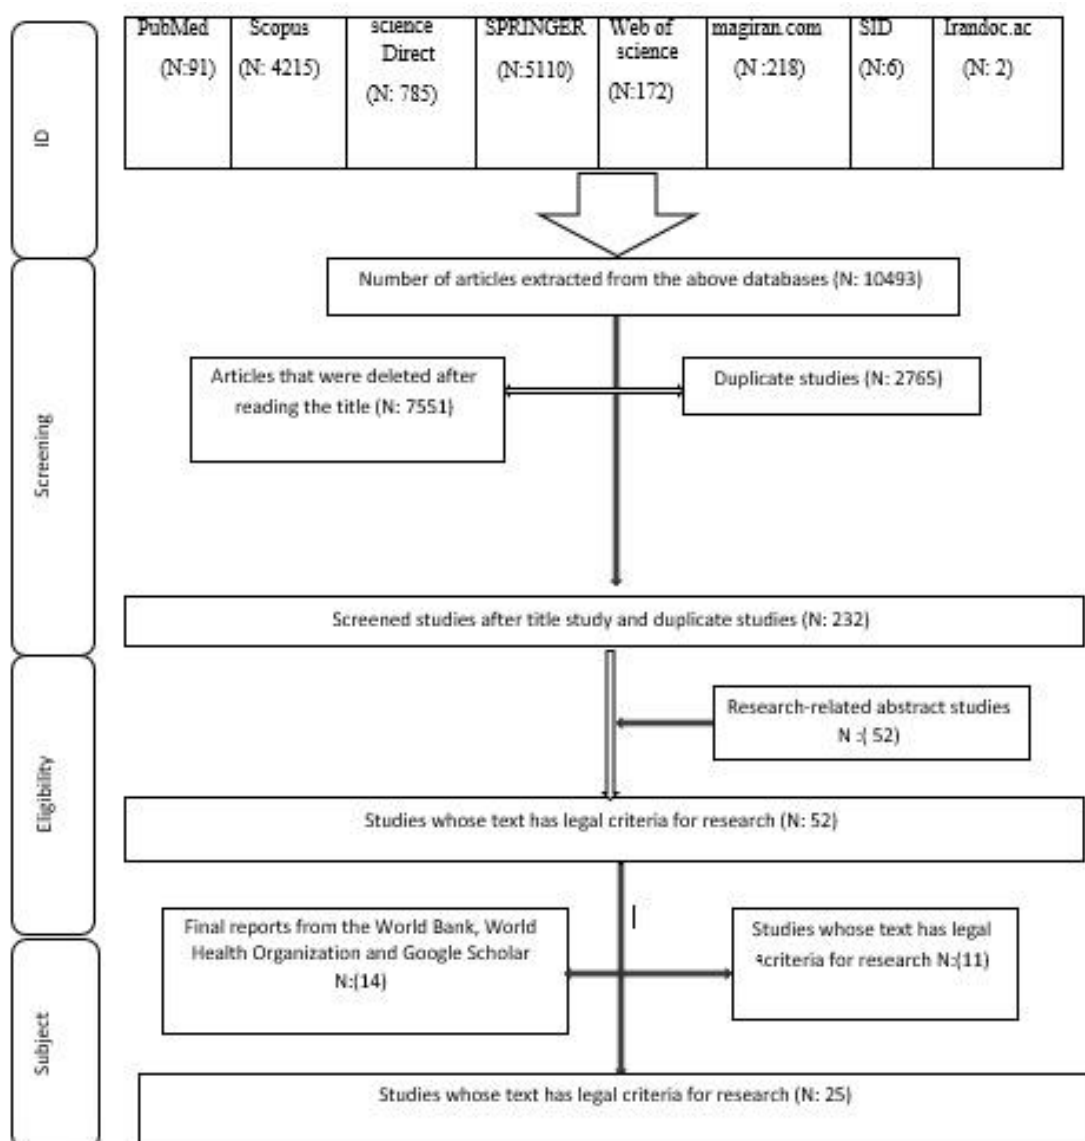 PubMed
(N:91)
Scopus
(N: 4215)
science
Direct
(N: 785)
SPRINGER
(N:5110)
Web of
science
(N:172)
magiran.com
(N :218)
SID
(N:6)
Irandoc.ac
(N: 2)
ID
Number of articles extracted from the above databases (N: 10493)
Screening
Articles that were deleted after
reading the title (N: 7551)
Duplicate studies (N: 2765)
Screened studies after title study and duplicate studies (N: 232)
Eligibility
Research-related abstract studies
N :( 52)
Studies whose text has legal criteria for research (N: 52)
Final reports from the World Bank, World
Health Organization and Google Scholar
N:(14)
Studies whose text has legal
criteria for research N:(11)
Subject
Studies whose text has legal criteria for research (N: 25)